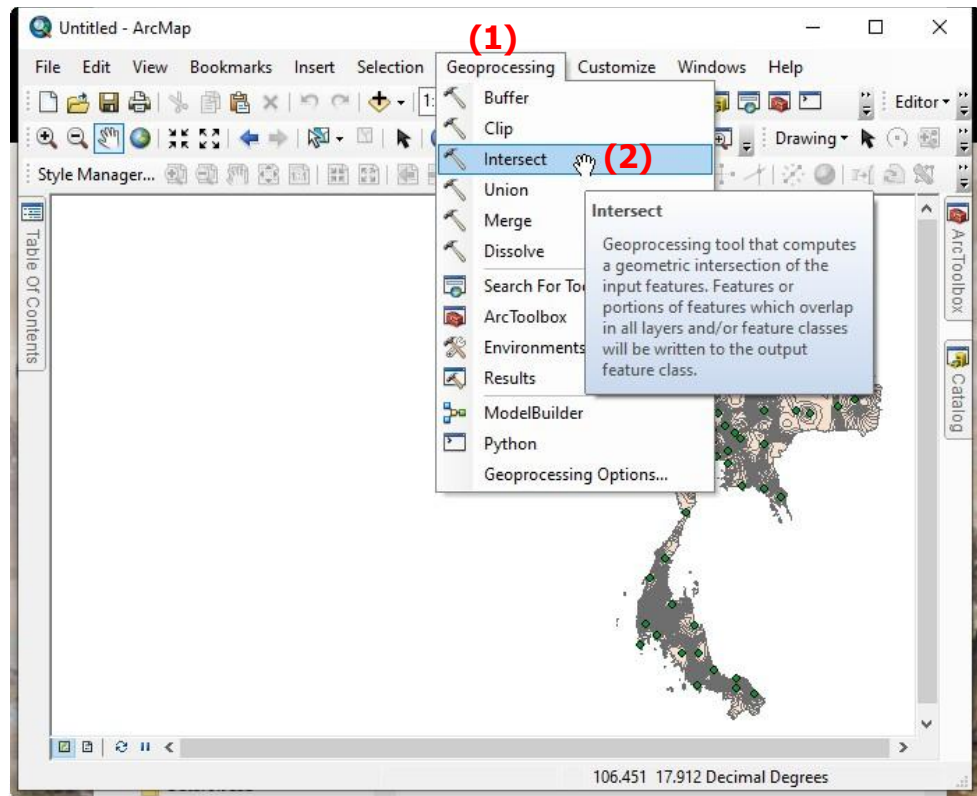 Untitled - ArcMap
(1)
File Edit View Bookmarks Insert Selection Geoprocessing Customize Windows Help
Buffer
Editor
Clip
Intersect
(2)
Drawing
Style Manager...
Union
Merge
Dissolve
Search For
ArcToolbox
Environments
Results
ModelBuilder
Python
Geoprocessing Options...
Intersect
Geoprocessing tool that computes
a geometric intersection of the
input features. Features or
portions of features which overlap
in all layers and/or feature classes
will be written to the output
feature class.
Table Of Contents
ArcToolbox
Catalog
106.451 17.912 Decimal Degrees